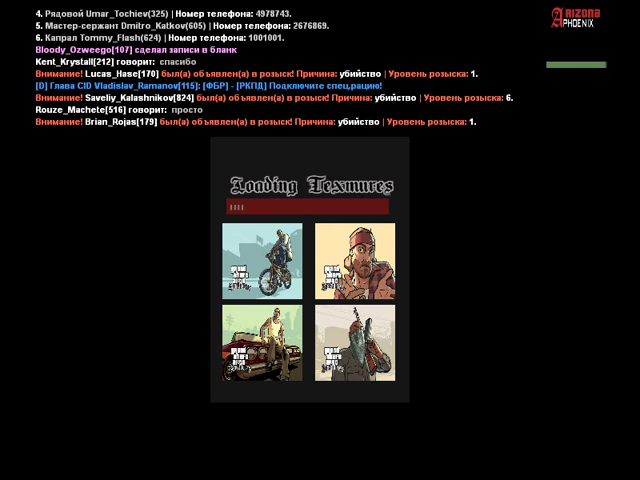 4. Рядовой Umar_Tochiev(325) | Номер телефона: 4978743.
5. Мастер-сержант Dmitro_Katkov(605) | Номер телефона: 2676869.
6. Капрал Tommy_Flash(624) | Номер телефона: 1001001.
Bloody_Ozweego[107] сделал записи в бланк
Kent_Krystall[212] говорит: спасибо
Внимание! Lucas_Hase[170] был(а) объявлен(а) в розыск! Причина: убийство | Уровень розыска: 1.
[D] Глава CID Vladislav_Ramanov[115]: [ФБР] - [РКПД] Подключите спец.рацию!
Внимание! Saveliy_Kalashnikov[824] был(а) объявлен(а) в розыск! Причина: убийство | Уровень розыска: 6.
Rouze_Machete[516] говорит: просто
Внимание! Brian_Rojas[179] был(а) объявлен(а) в розыск! Причина: убийство | Уровень розыска: 1.
ARIZONA
PHOENIX
Loading Texmures